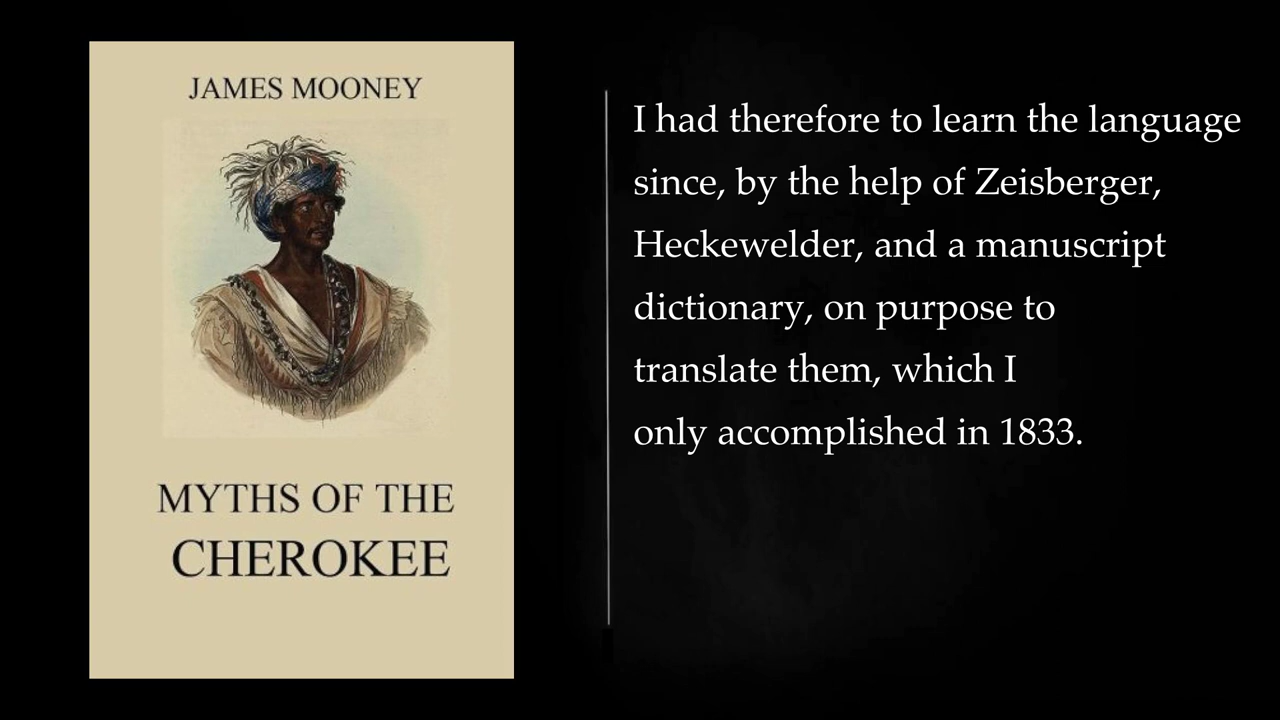 JAMES MOONEY
MYTHS OF THE
CHEROKEE
I had therefore to learn the language
since, by the help of Zeisberger,
Heckewelder, and a manuscript
dictionary, on purpose to
translate them, which I
only accomplished in 1833.